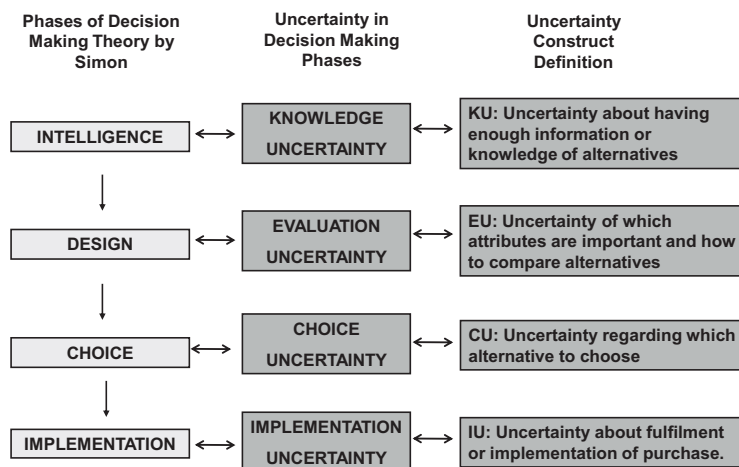 Phases of Decision
Making Theory by
Simon
Uncertainty in
Decision Making
Phases
Uncertainty
Construct
Definition
INTELLIGENCE
KNOWLEDGE
UNCERTAINTY
KU: Uncertainty about having
enough information or
knowledge of alternatives
DESIGN
EVALUATION
UNCERTAINTY
EU: Uncertainty of which
attributes are important and how
to compare alternatives
CHOICE
CHOICE
UNCERTAINTY
CU: Uncertainty regarding which
alternative to choose
IMPLEMENTATION
IMPLEMENTATION
UNCERTAINTY
IU: Uncertainty about fulfilment
or implementation of purchase.